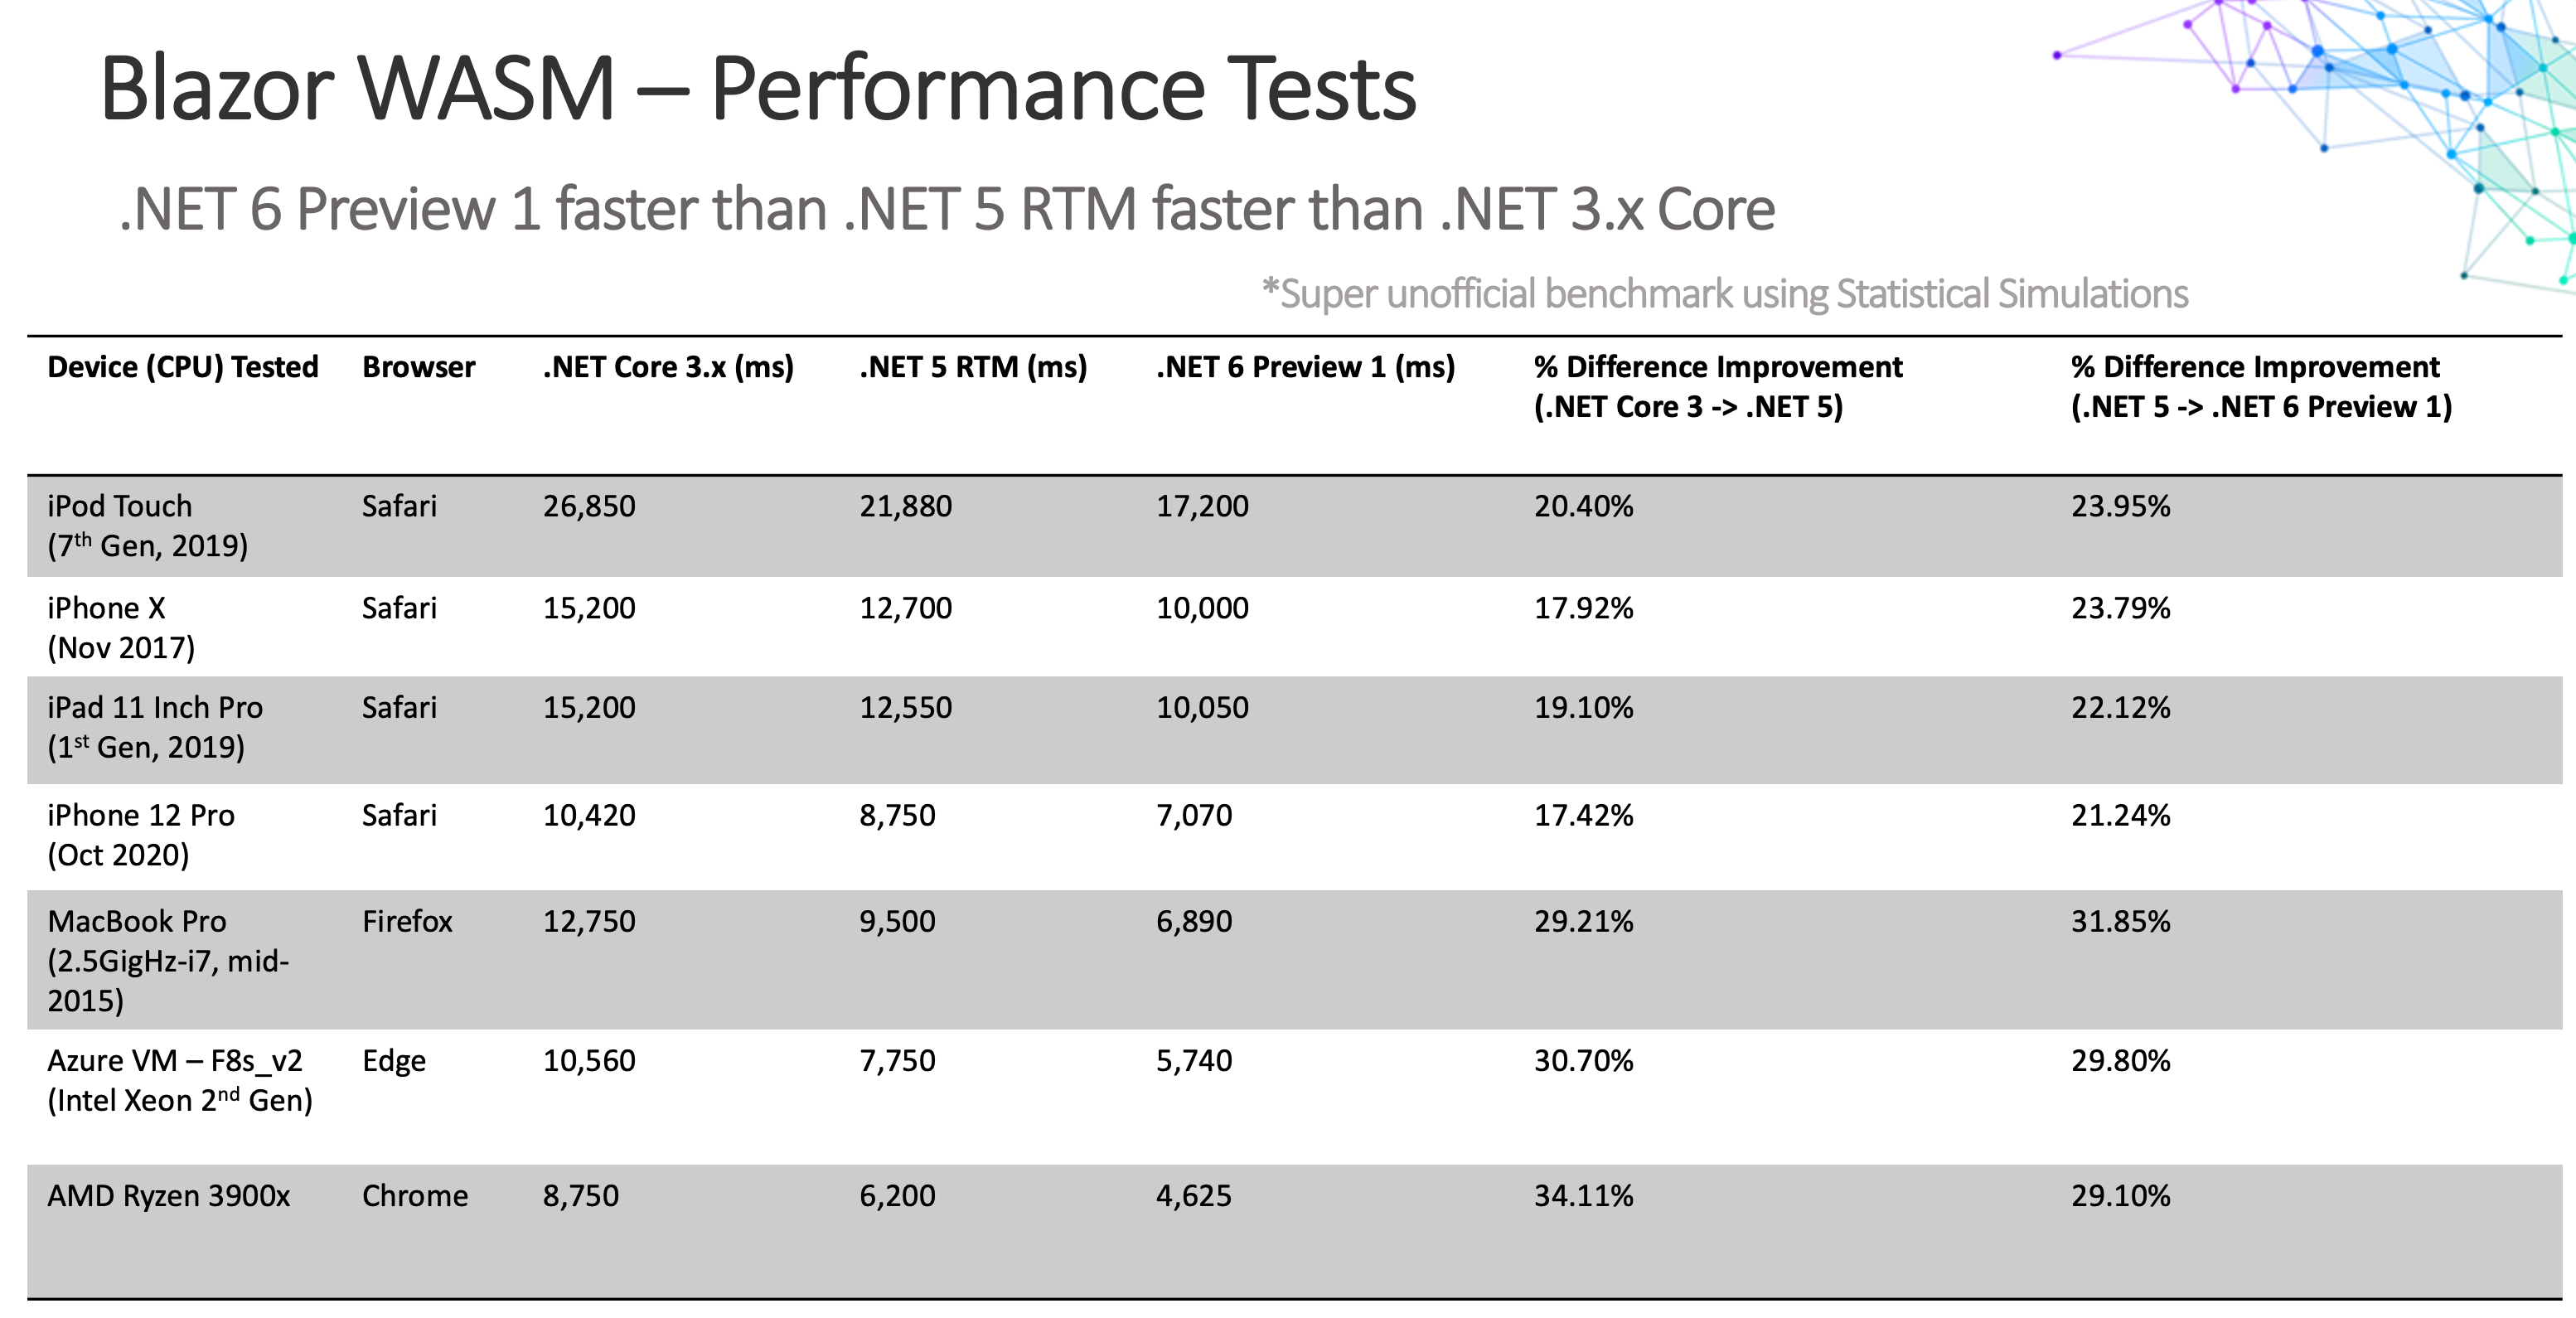 Blazor WASM – Performance Tests
.NET 6 Preview 1 faster than .NET 5 RTM faster than .NET 3.x Core
*Super unofficial benchmark using Statistical Simulations
Device (CPU) Tested Browser .NET Core 3.x (ms) .NET 5 RTM (ms) .NET 6 Preview 1 (ms) % Difference Improvement % Difference Improvement
(.NET Core 3 -> .NET 5) (.NET 5 -> .NET 6 Preview 1)
iPod Touch Safari 26,850 21,880 17,200 20.40% 23.95%
(7th Gen, 2019)
iPhone X Safari 15,200 12,700 10,000 17.92% 23.79%
(Nov 2017)
iPad 11 Inch Pro Safari 15,200 12,550 10,050 19.10% 22.12%
(1st Gen, 2019)
iPhone 12 Pro Safari 10,420 8,750 7,070 17.42% 21.24%
(Oct 2020)
MacBook Pro Firefox 12,750 9,500 6,890 29.21% 31.85%
(2.5GigHz-i7, mid-
2015)
Azure VM – F8s_v2 Edge 10,560 7,750 5,740 30.70% 29.80%
(Intel Xeon 2nd Gen)
AMD Ryzen 3900x Chrome 8,750 6,200 4,625 34.11% 29.10%